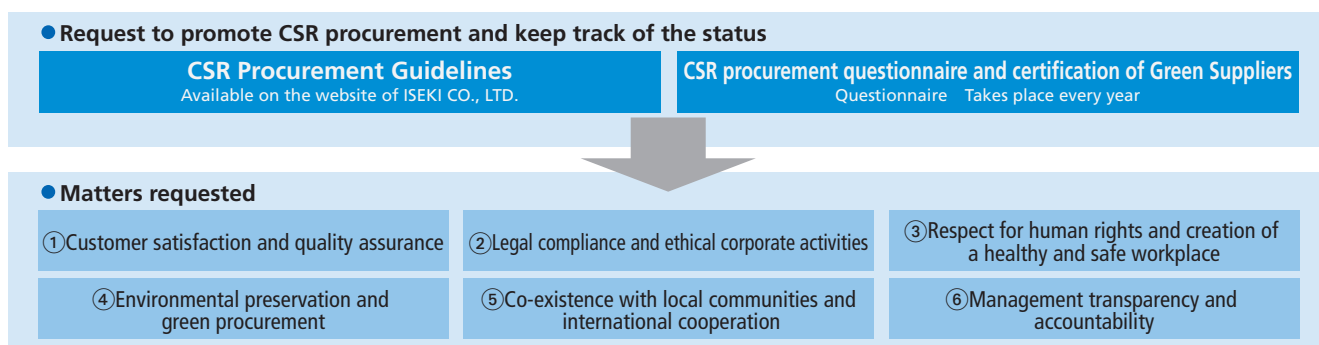 ●Request to promote CSR procurement and keep track of the status
CSR Procurement Guidelines
Available on the website of ISEKI CO., LTD.
CSR procurement questionnaire and certification of Green Suppliers
Questionnaire Takes place every year
●Matters requested
①Customer satisfaction and quality assurance
②Legal compliance and ethical corporate activities
③Respect for human rights and creation of
a healthy and safe workplace
④Environmental preservation and
green procurement
⑤Co-existence with local communities and
international cooperation
⑥Management transparency and
accountability